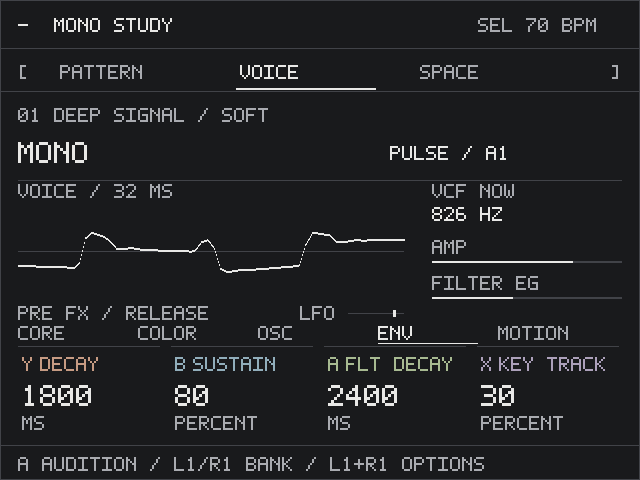 — MONO STUDY SEL 70 BPM
[ PATTERN VOICE SPACE ]
01 DEEP SIGNAL / SOFT
MONO PULSE / A1
VOICE / 32 MS VCF NOW
826 HZ
AMP
FILTER EG
PRE FX / RELEASE LFO
CORE COLOR OSC ENV MOTION
Y DECAY B SUSTAIN A FLT DECAY X KEY TRACK
1800 80 2400 30
MS PERCENT MS PERCENT
A AUDITION / L1/R1 BANK / L1+R1 OPTIONS